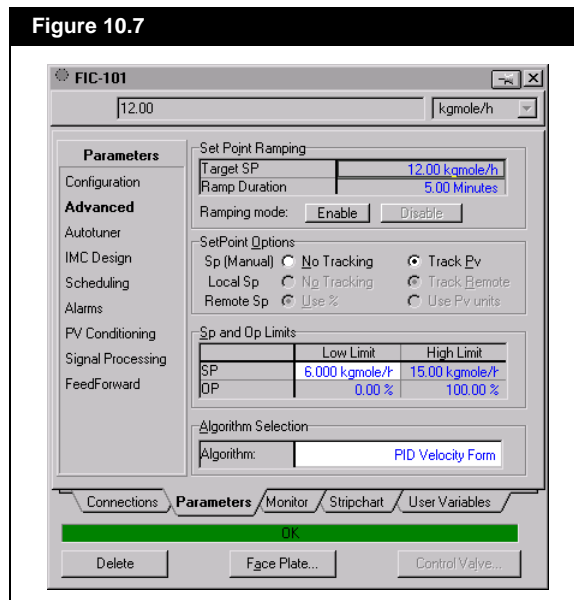 Figure 10.7
FIC-101
12.00 kgmole/h
Parameters
Configuration
Advanced
Autotuner
IMC Design
Scheduling
Alarms
PV Conditioning
Signal Processing
FeedForward
Set Point Ramping
Target SP 12.00 kgmole/h
Ramp Duration 5.00 Minutes
Ramping mode: Enable Disable
SetPoint Options
Sp (Manual) No Tracking Track Pv
Local Sp No Tracking Track Remote
Remote Sp Use % Use Pv units
Sp and Op Limits
Low Limit High Limit
SP 6.000 kgmole/h 15.00 kgmole/h
OP 0.00 % 100.00 %
Algorithm Selection
Algorithm: PID Velocity Form
Connections Parameters Monitor Stripchart User Variables
OK
Delete Face Plate... Control Valve...